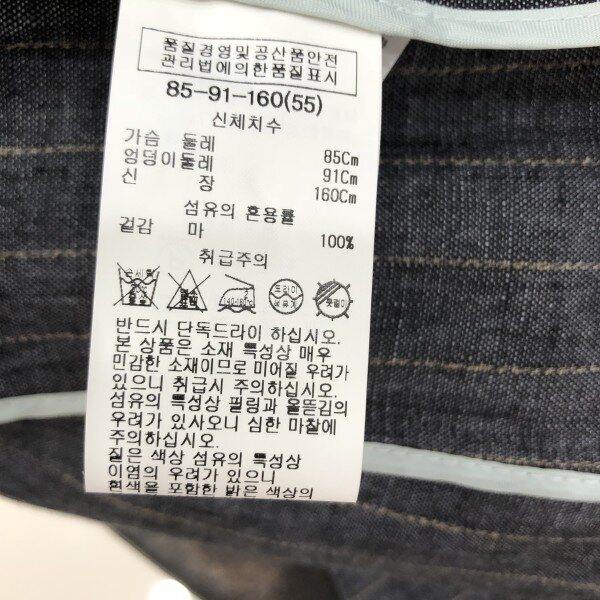 품질경영및공산품안전
관리법에의한품질표시
85-91-160(55)
신체치수
가슴 둘레 85Cm
엉덩이둘레 91Cm
신 장 160Cm
섬유의 혼용률
겉감 마 100%
취급주의
140~160℃ 드라이
반드시 단독드라이 하십시오.
본 상품은 소재 특성상 매우
민감한 소재이므로 미어질 우려가
있으니 취급시 주의하십시오.
섬유의 특성상 필링과 올뜯김의
우려가 있사오니 심한 마찰에
주의하십시오.
짙은 색상 섬유의 특성상
이염의 우려가 있으니
흰색을 포함한 밝은 색상의